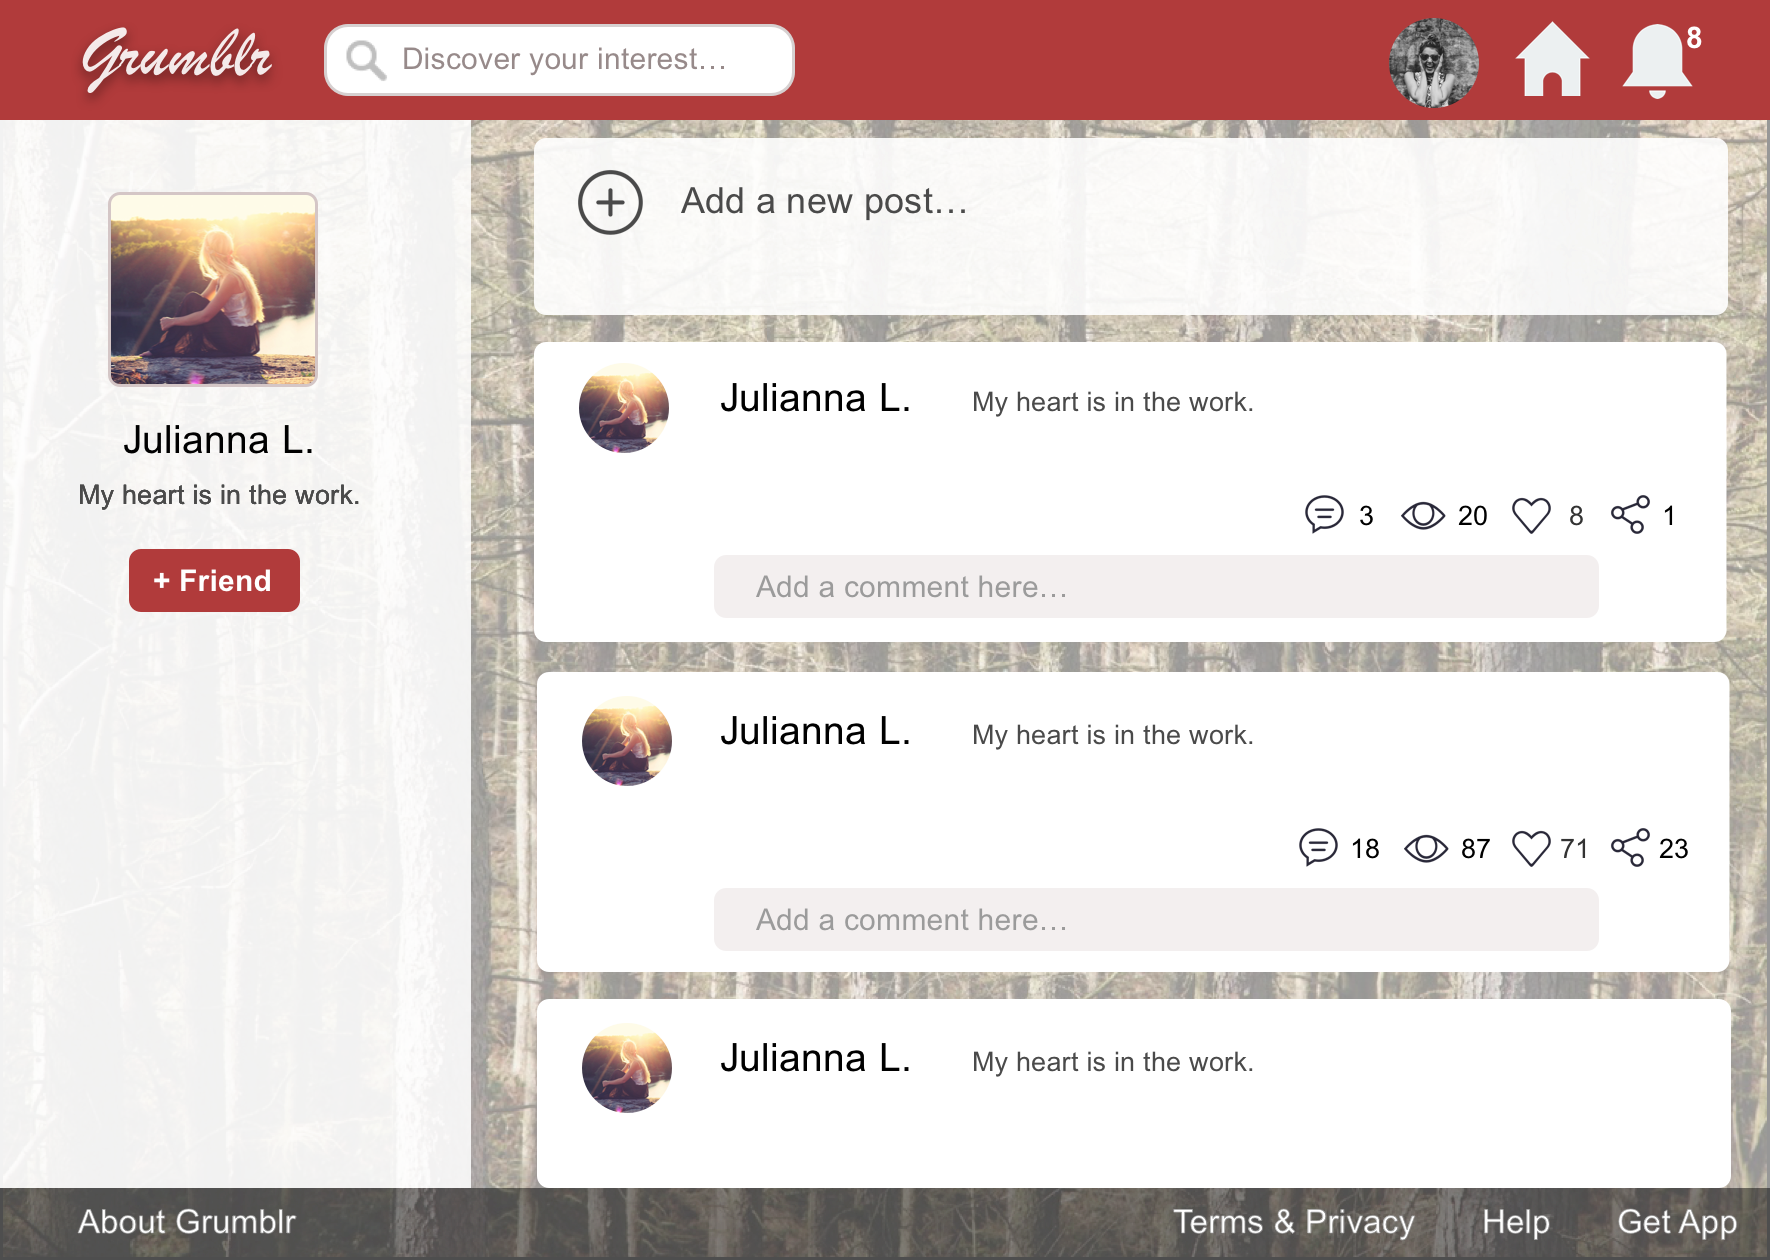 Grumblr
Discover your interest...
8
Julianna L.
My heart is in the work.
+ Friend
Add a new post...
Julianna L. My heart is in the work.
3 20 8 1
Add a comment here...
Julianna L. My heart is in the work.
18 87 71 23
Add a comment here...
Julianna L. My heart is in the work.
About Grumblr Terms & Privacy Help Get App